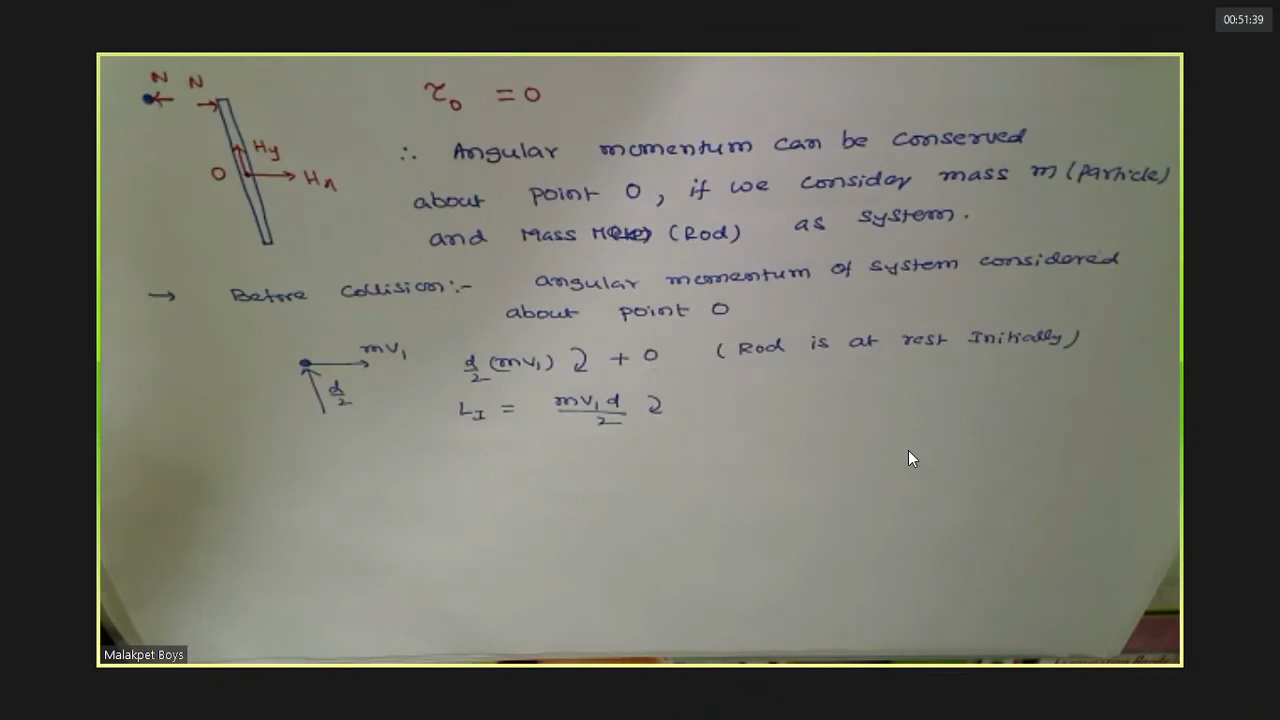 00:51:39
N N
τ₀ = 0
Hy
O Hx
∴ Angular momentum can be conserved
about point O, if we consider mass m (particle)
and Mass M (Rod) as system.
→ Before collision:- angular momentum of system considered
about point O
mv₁ d/2 (mv₁) ↻ + 0 (Rod is at rest Initially)
d/2
L_I = mv₁d/2 ↻
Malakpet Boys